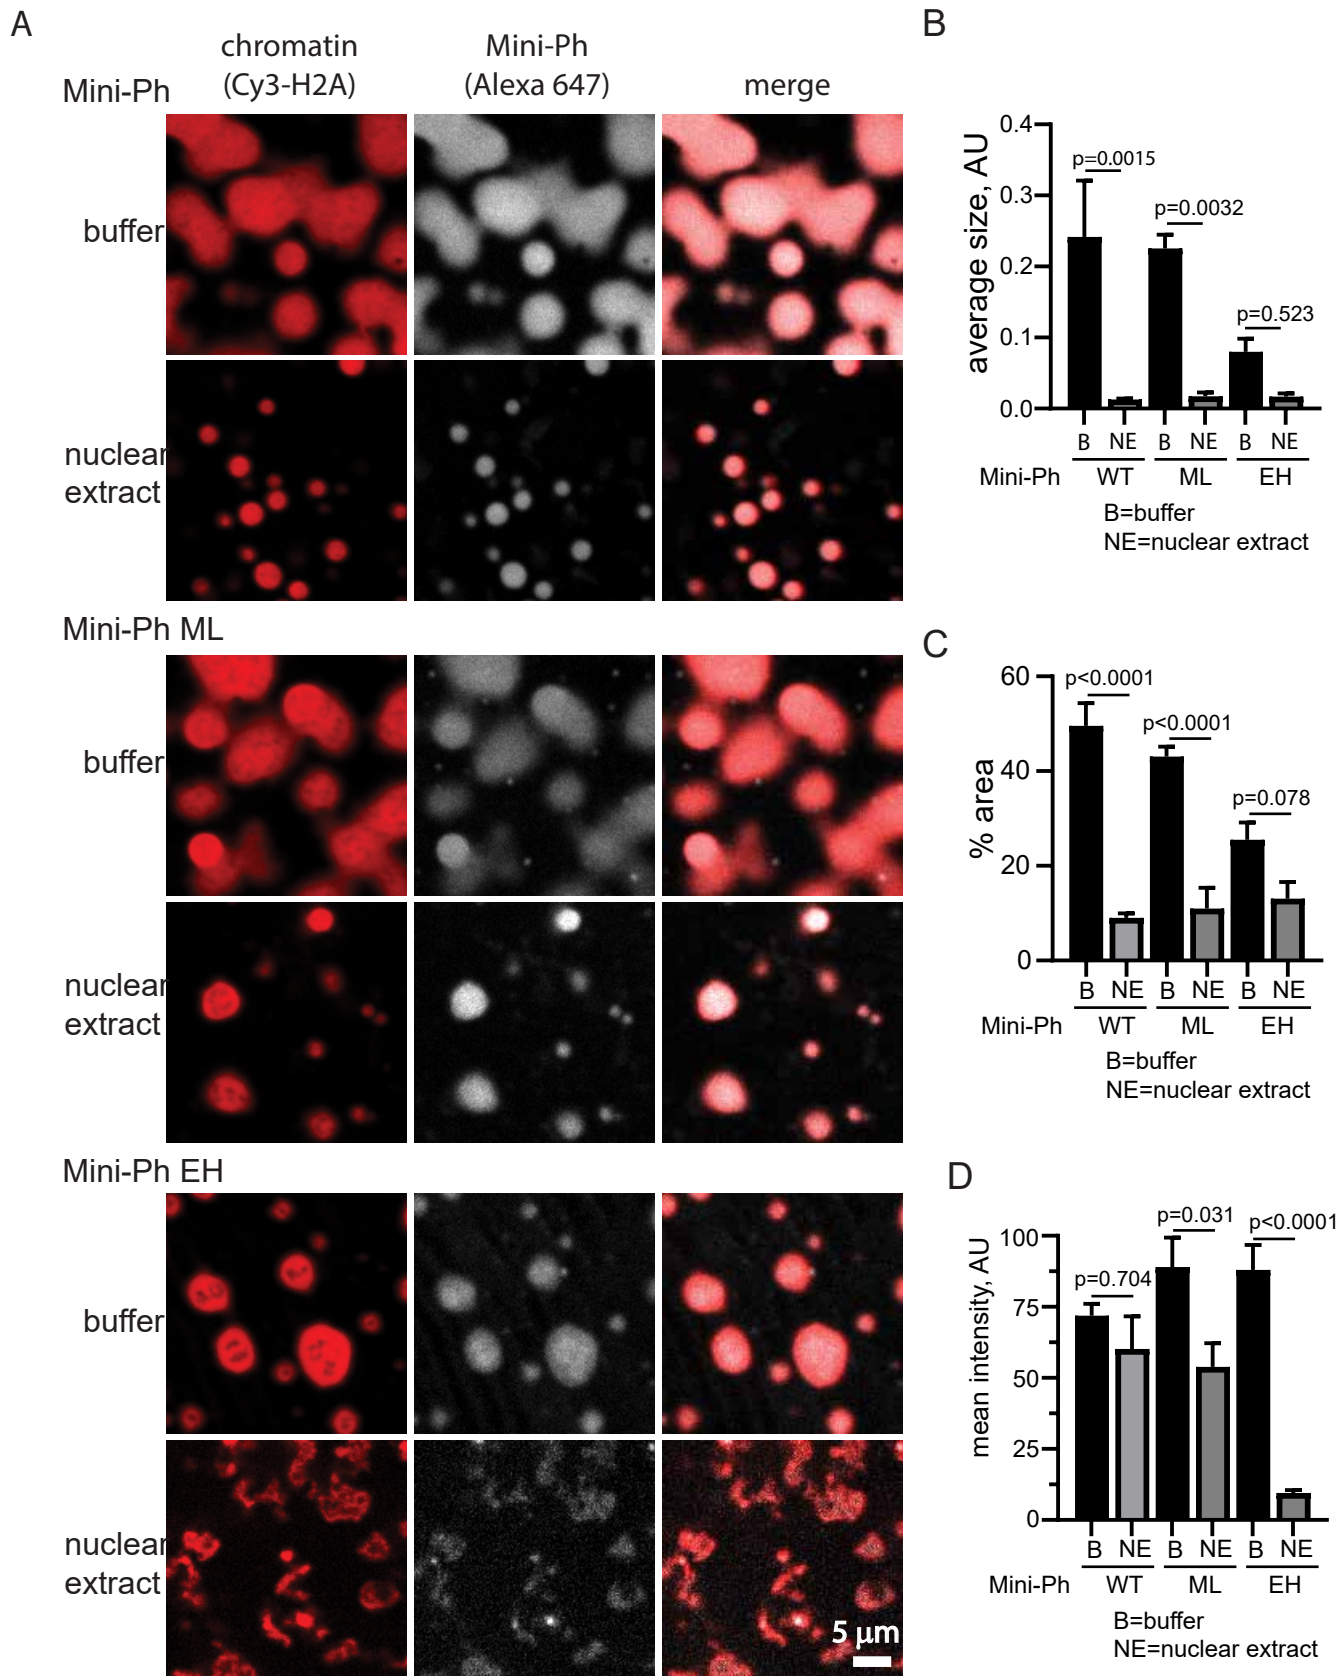 A
chromatin
(Cy3-H2A)
Mini-Ph
(Alexa 647)
merge
Mini-Ph
buffer
nuclear
extract
Mini-Ph ML
buffer
nuclear
extract
Mini-Ph EH
buffer
nuclear
extract
5 μm
B
average size, AU
0.4
0.3
0.2
0.1
0.0
p=0.0015
p=0.0032
p=0.523
B NE B NE B NE
Mini-Ph WT ML EH
B=buffer
NE=nuclear extract
C
% area
60
40
20
0
p<0.0001
p<0.0001
p=0.078
B NE B NE B NE
Mini-Ph WT ML EH
B=buffer
NE=nuclear extract
D
mean intensity, AU
100
75
50
25
0
p=0.704
p=0.031
p<0.0001
B NE B NE B NE
Mini-Ph WT ML EH
B=buffer
NE=nuclear extract